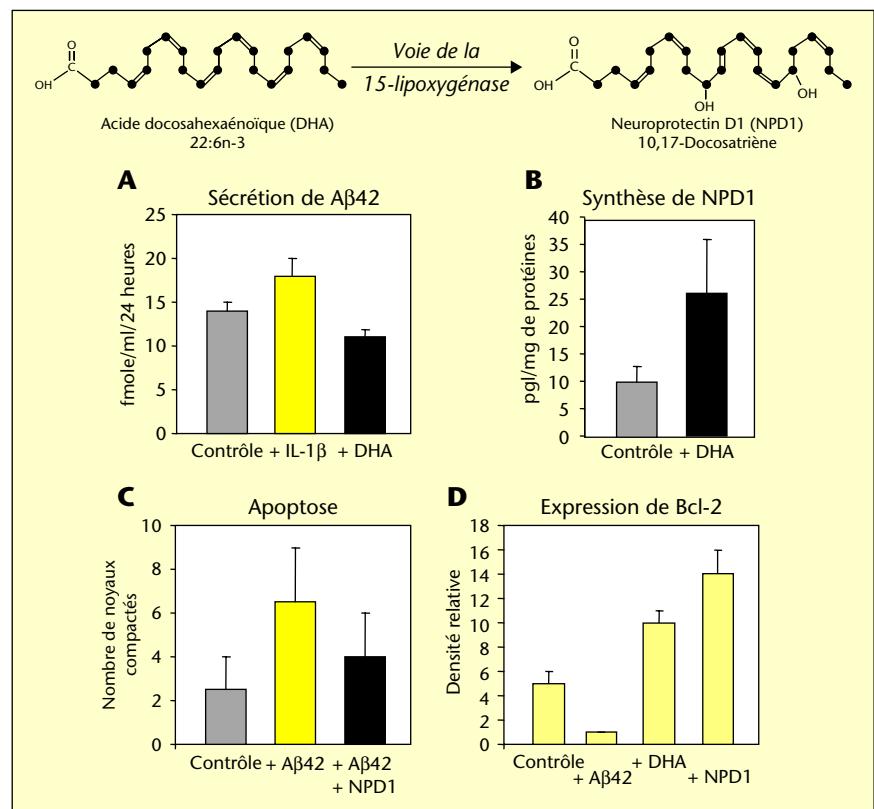 O
C
OH
Voie de la
15-lipoxygénase
O
C
OH
OH
OH
Acide docosahexaénoïque (DHA)
22:6n-3
Neuroprotectin D1 (NPD1)
10,17-Docosatriène
A
Sécrétion de Aβ42
fmole/ml/24 heures
25
20
15
10
5
0
Contrôle + IL-1β + DHA
B
Synthèse de NPD1
pgl/mg de protéines
40
35
30
25
20
15
10
5
0
Contrôle + DHA
C
Apoptose
Nombre de noyaux
compactés
10
8
6
4
2
0
Contrôle + Aβ42 + Aβ42
+ NPD1
D
Expression de Bcl-2
Densité relative
18
16
14
12
10
8
6
4
2
0
Contrôle + DHA
+ Aβ42 + NPD1